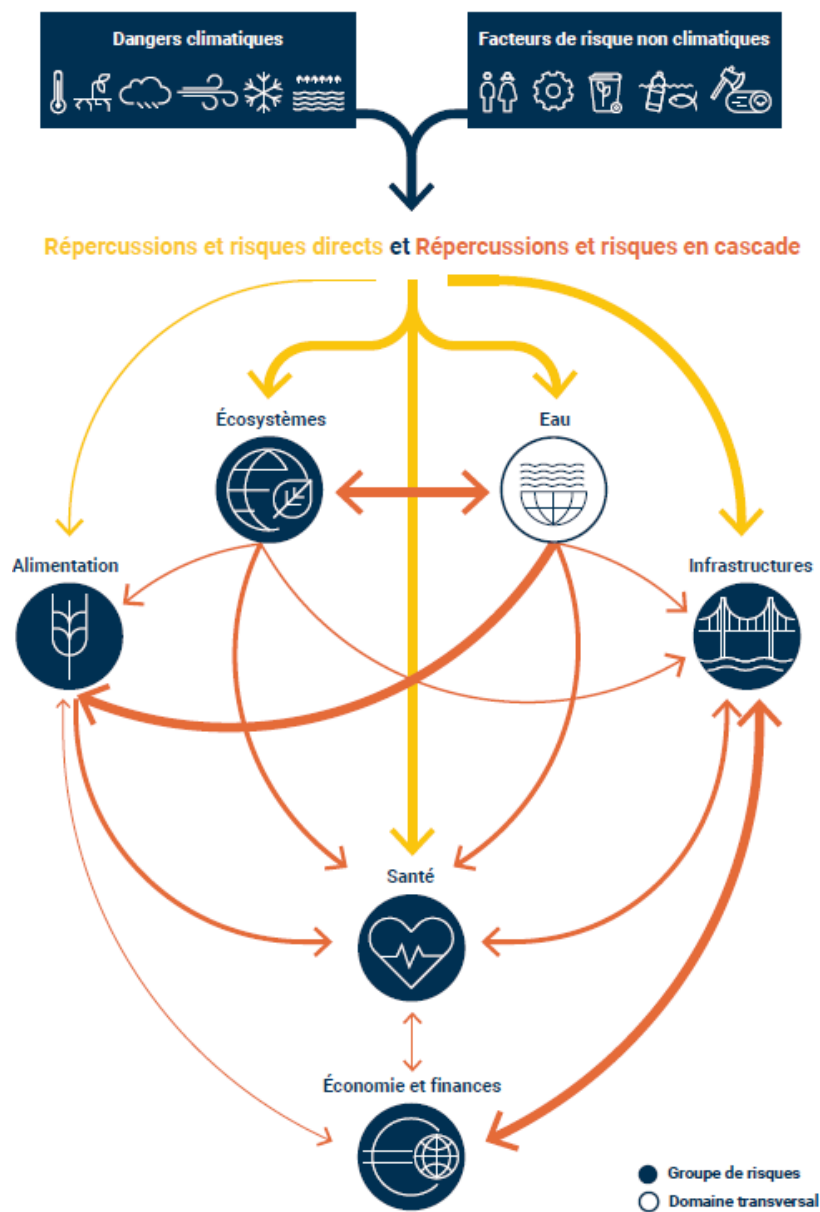 Dangers climatiques
Facteurs de risque non climatiques
Répercussions et risques directs et Répercussions et risques en cascade
Écosystèmes
Eau
Alimentation
Infrastructures
Santé
Économie et finances
Groupe de risques
Domaine transversal